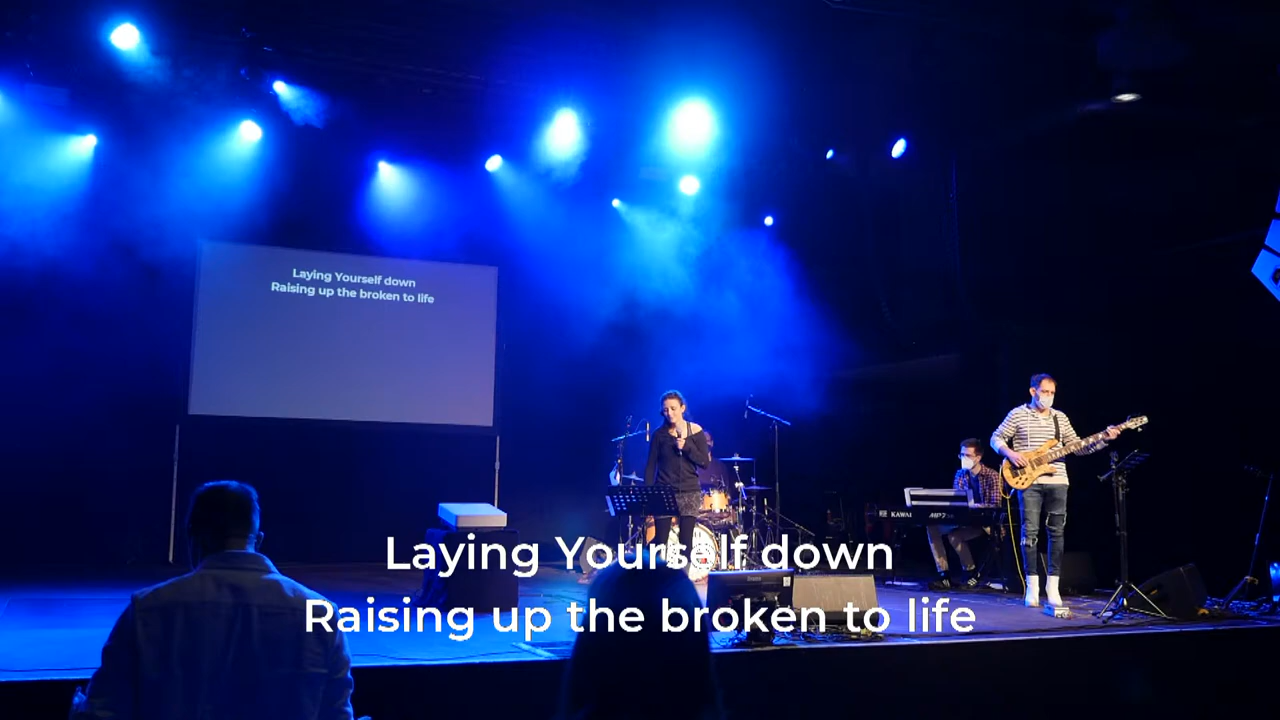 Laying Yourself down
Raising up the broken to life
KAWAI MP7
Laying Yourself down
Raising up the broken to life